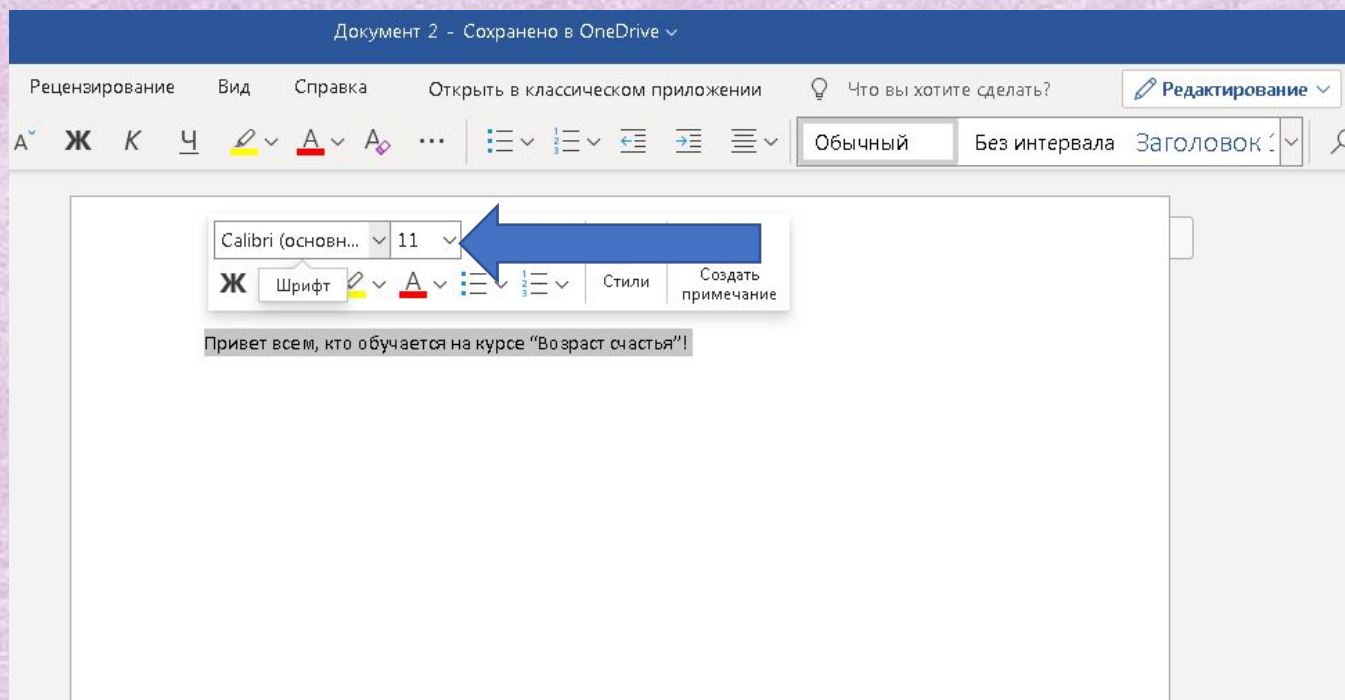 Документ 2 - Сохранено в OneDrive
Рецензирование Вид Справка Открыть в классическом приложении Что вы хотите сделать? Редактирование
А Ж К Ч А А ... Обычный Без интервала Заголовок
Calibri (основн... 11
Ж Шрифт А Стили Создать примечание
Привет всем, кто обучается на курсе “Возраст счастья”!